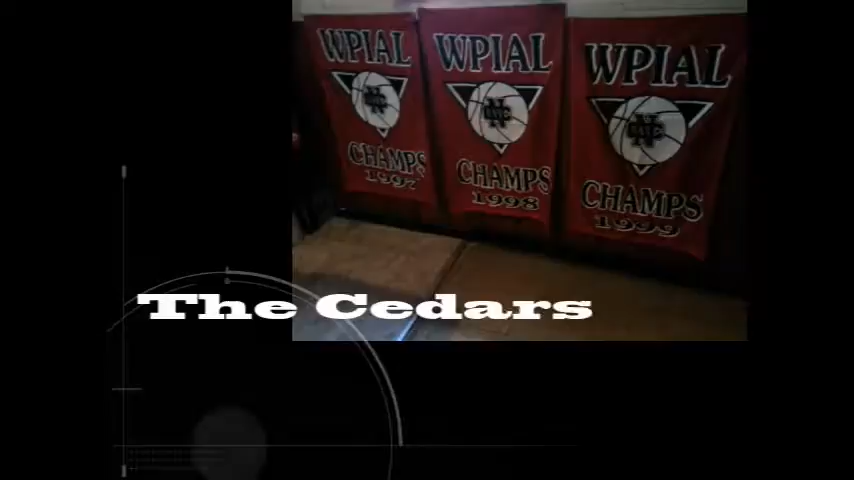 WPIAL
N
CHAMPS
1997
WPIAL
N
CHAMPS
1998
WPIAL
N
CHAMPS
1999
The Cedars